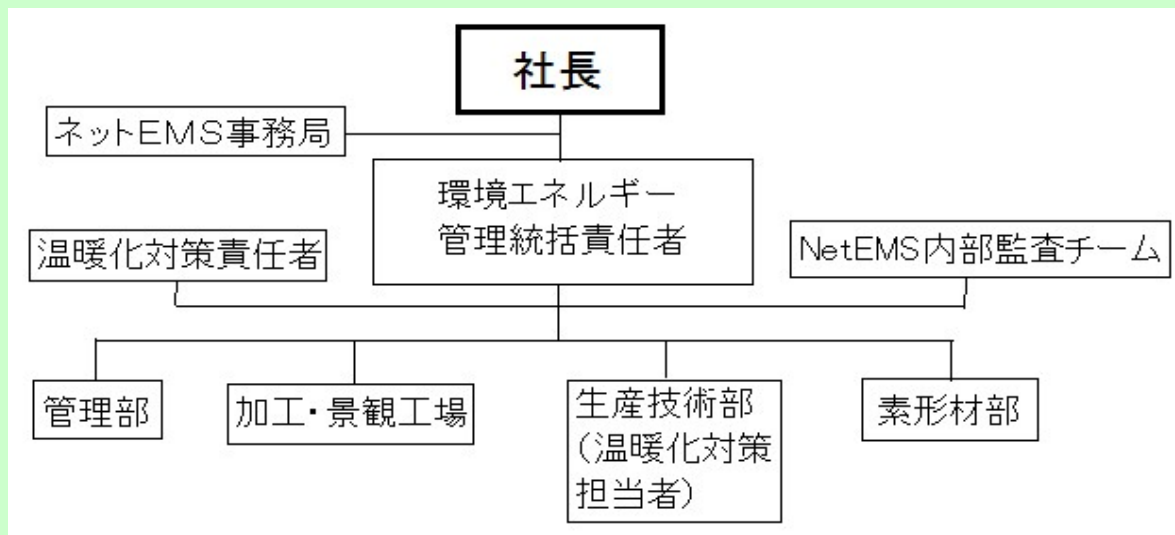 社長
ネットEMS事務局
環境エネルギー
管理統括責任者
温暖化対策責任者
NetEMS内部監査チーム
管理部
加工・景観工場
生産技術部
(温暖化対策
担当者)
素形材部